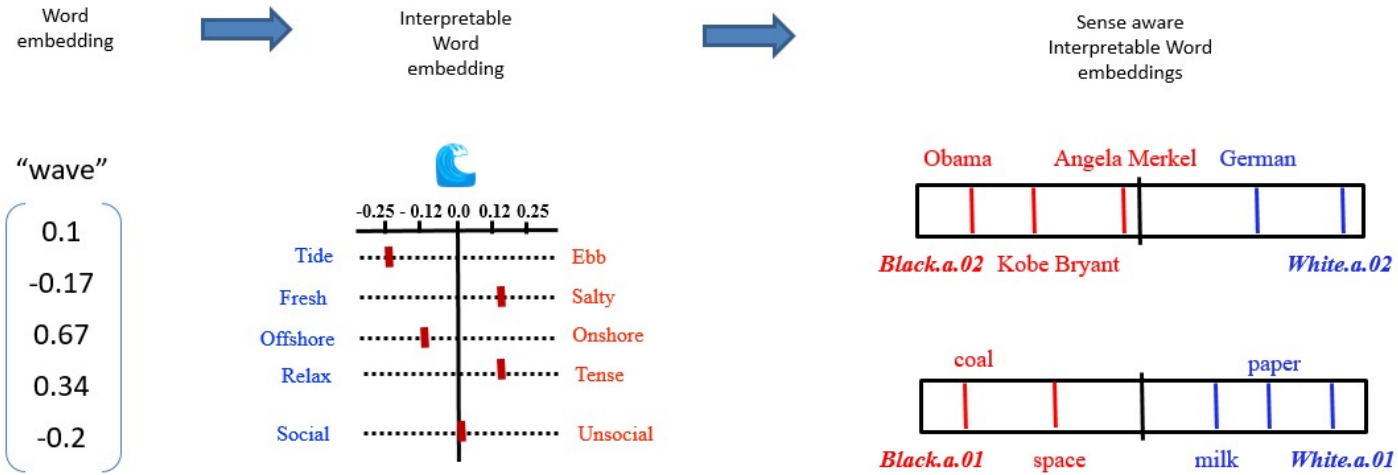 Word
embedding
Interpretable
Word
embedding
Sense aware
Interpretable Word
embeddings
“wave”
0.1
-0.17
0.67
0.34
-0.2
-0.25 - 0.12 0.0 0.12 0.25
Tide Ebb
Fresh Salty
Offshore Onshore
Relax Tense
Social Unsocial
Obama Angela Merkel German
Black.a.02 Kobe Bryant White.a.02
coal paper
Black.a.01 space milk White.a.01